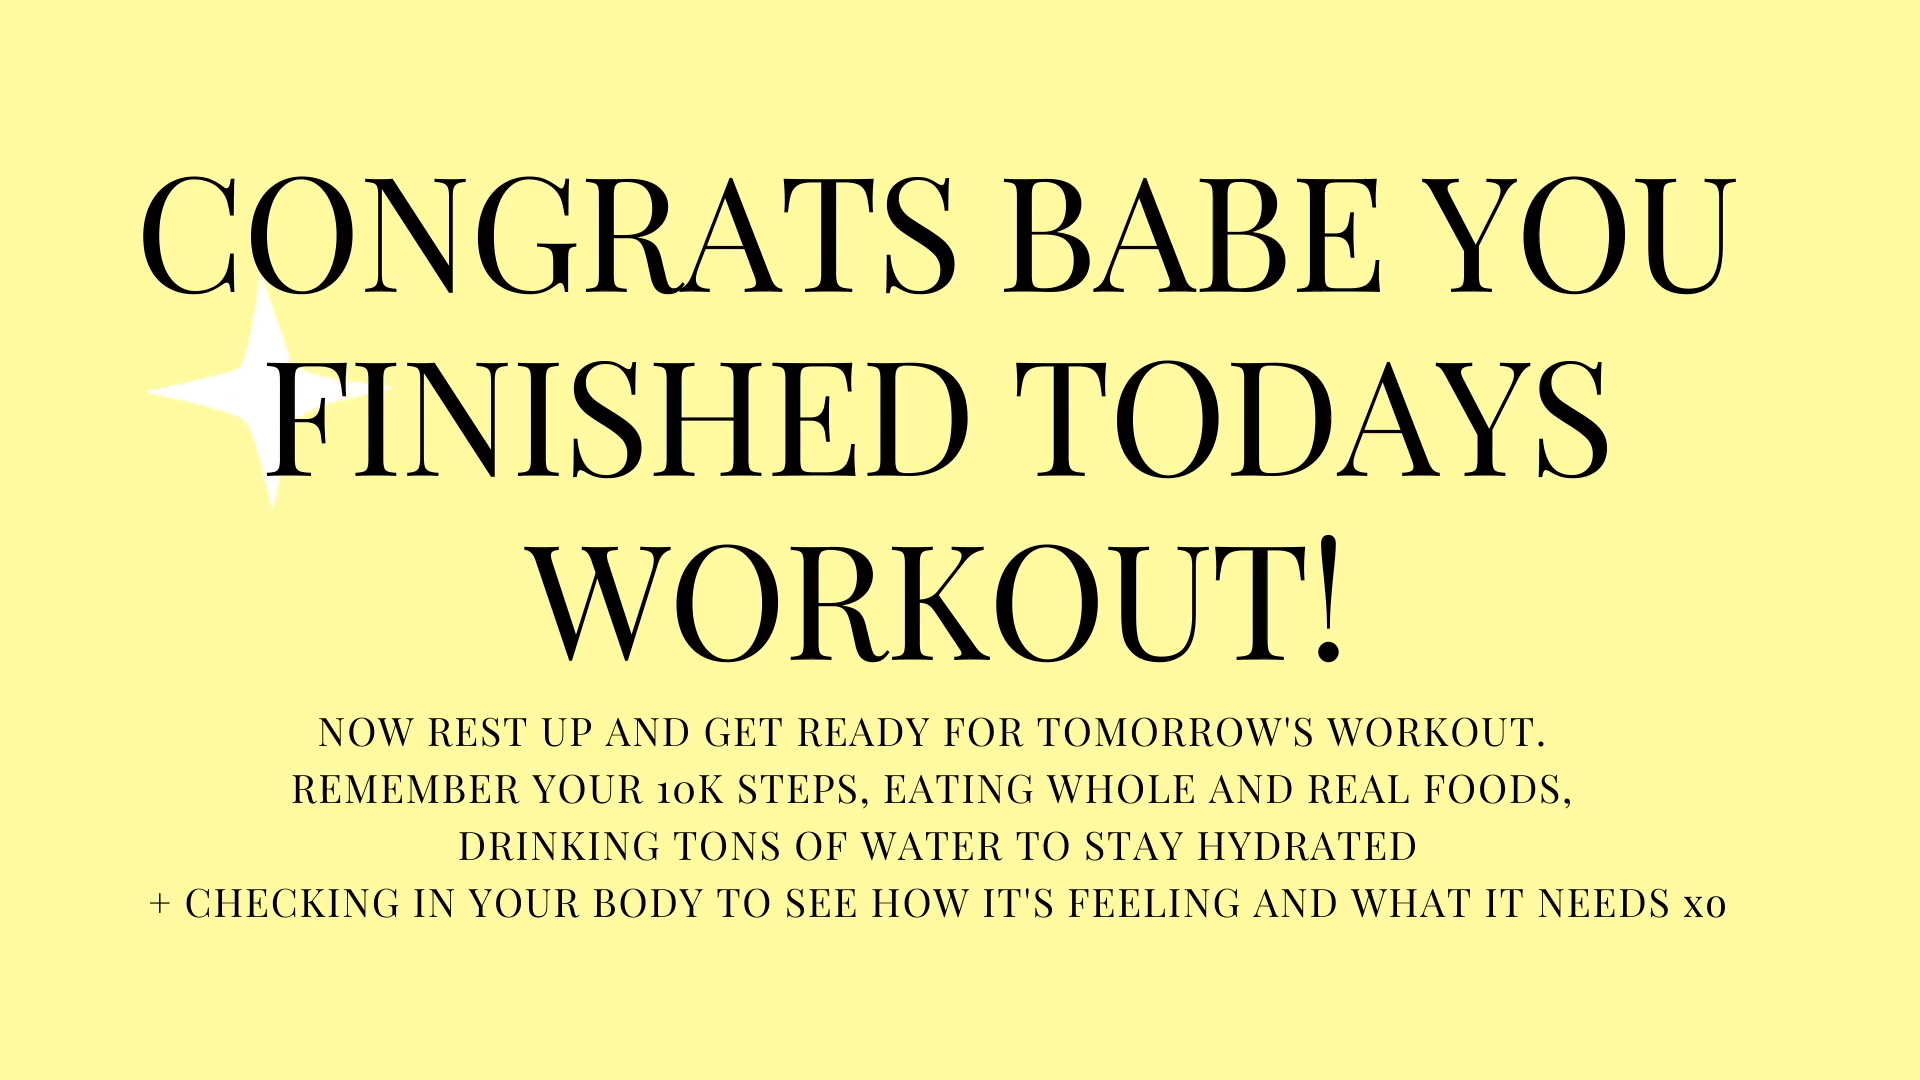 CONGRATS BABE YOU
FINISHED TODAYS
WORKOUT!
NOW REST UP AND GET READY FOR TOMORROW'S WORKOUT.
REMEMBER YOUR 10K STEPS, EATING WHOLE AND REAL FOODS,
DRINKING TONS OF WATER TO STAY HYDRATED
+ CHECKING IN YOUR BODY TO SEE HOW IT'S FEELING AND WHAT IT NEEDS xo